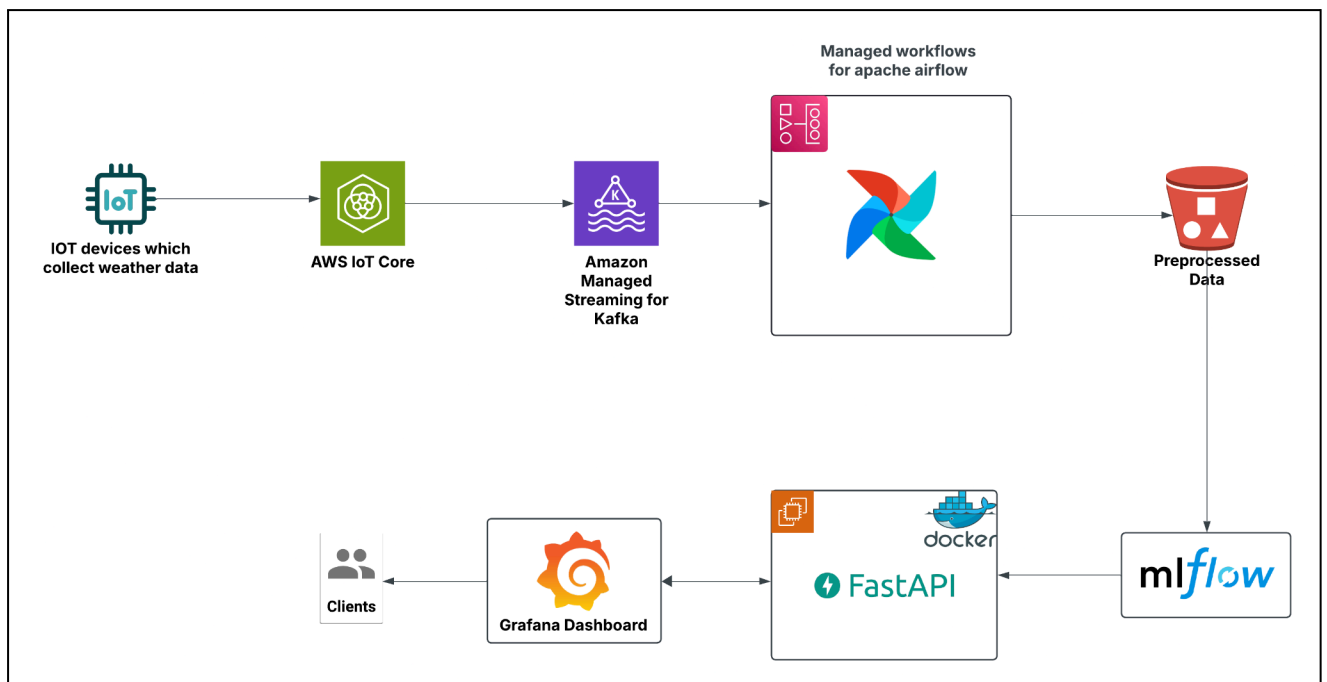 Managed workflows
for apache airflow
IoT
IOT devices which
collect weather data
AWS IoT Core
K
Amazon
Managed
Streaming for
Kafka
Preprocessed
Data
Clients
Grafana Dashboard
docker
FastAPI
mlflow